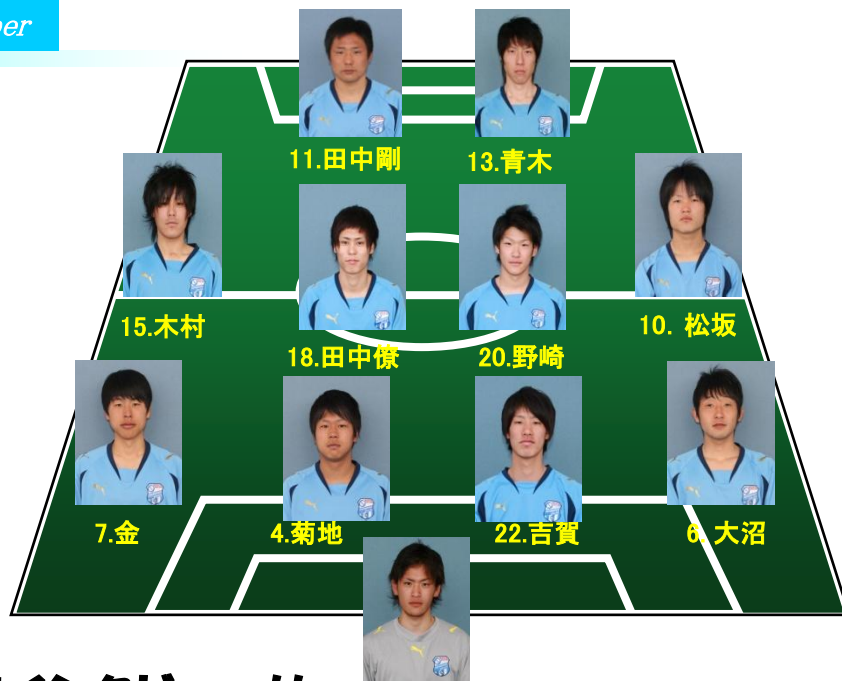 11.田中剛
13.青木
15.木村
10. 松坂
18.田中僚
20.野崎
7.金
4.菊地
22.吉賀
6. 大沼